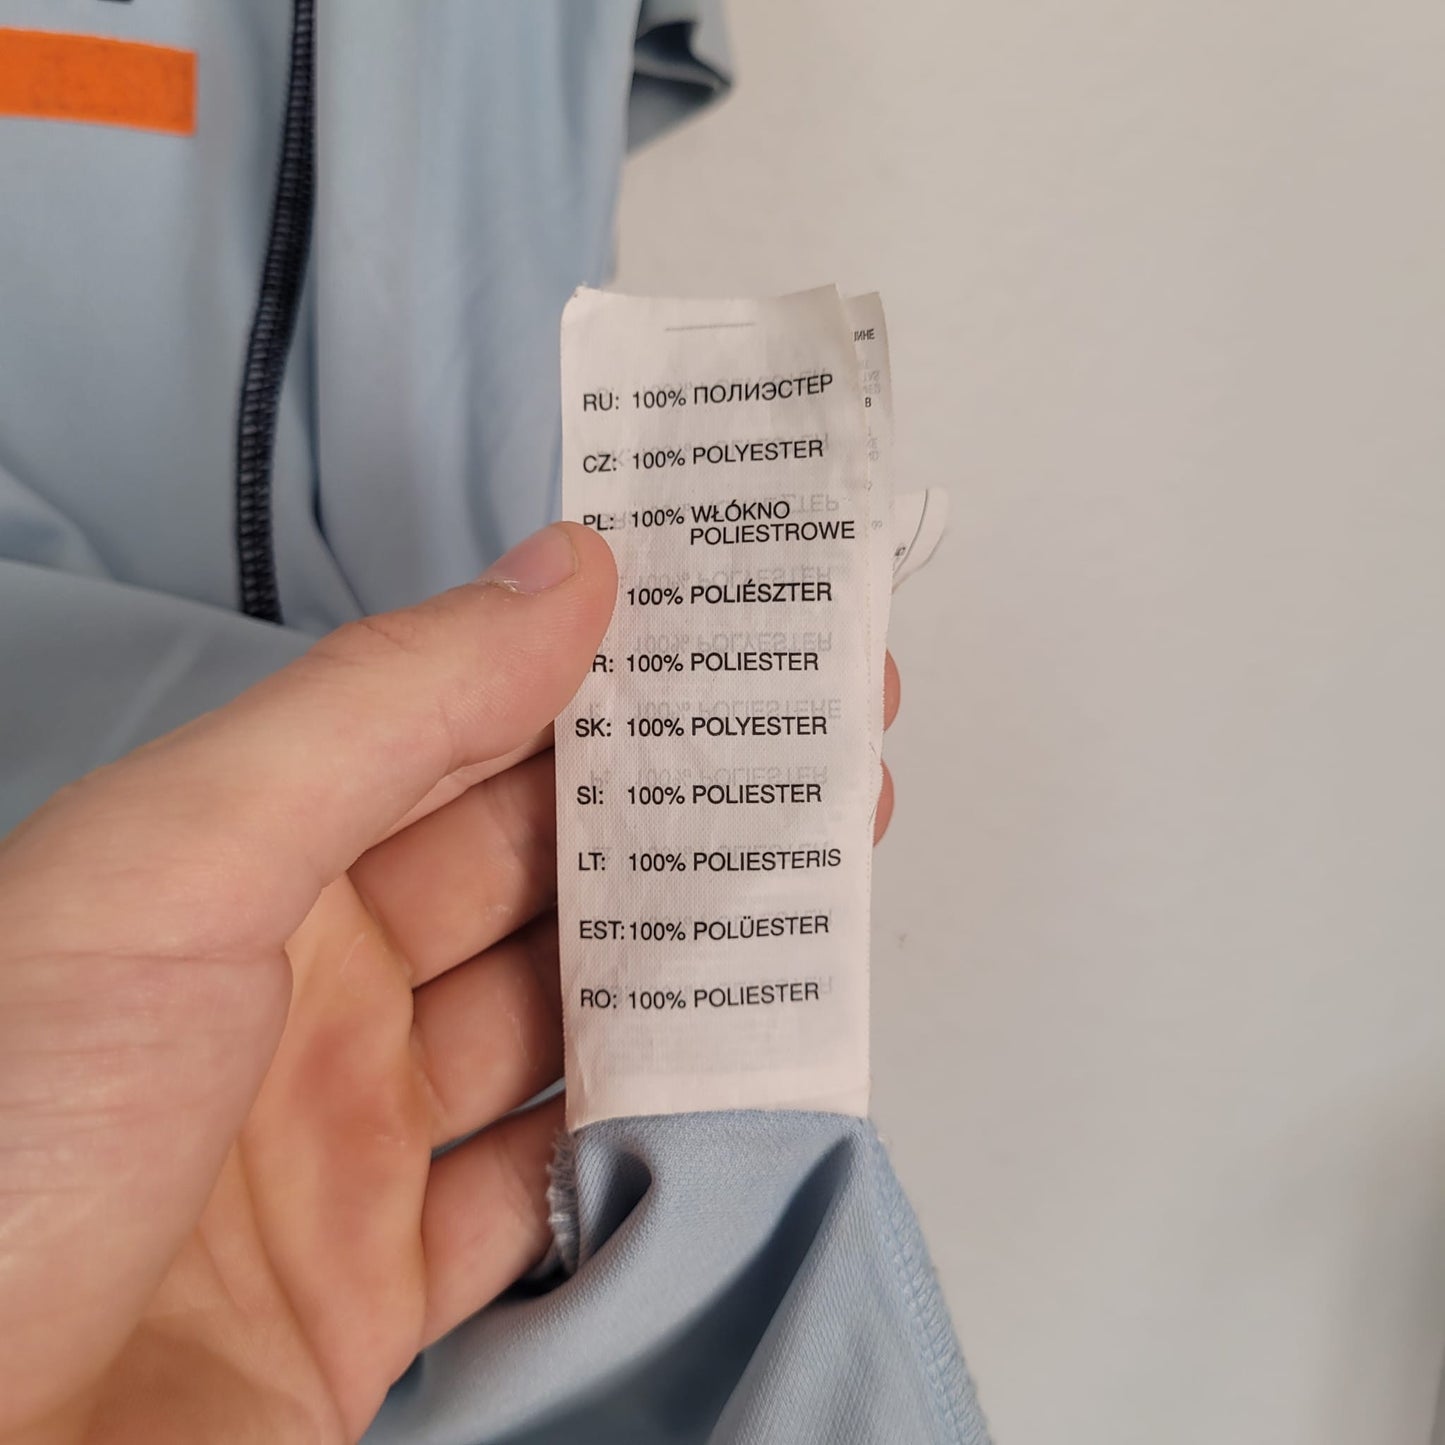 RU: 100% ПОЛИЭСТЕР
CZ: 100% POLYESTER
PL: 100% WŁÓKNO
POLIESTROWE
100% POLIÉSZTER
R: 100% POLIESTER
SK: 100% POLYESTER
SI: 100% POLIESTER
LT: 100% POLIESTERIS
EST: 100% POLÜESTER
RO: 100% POLIESTER